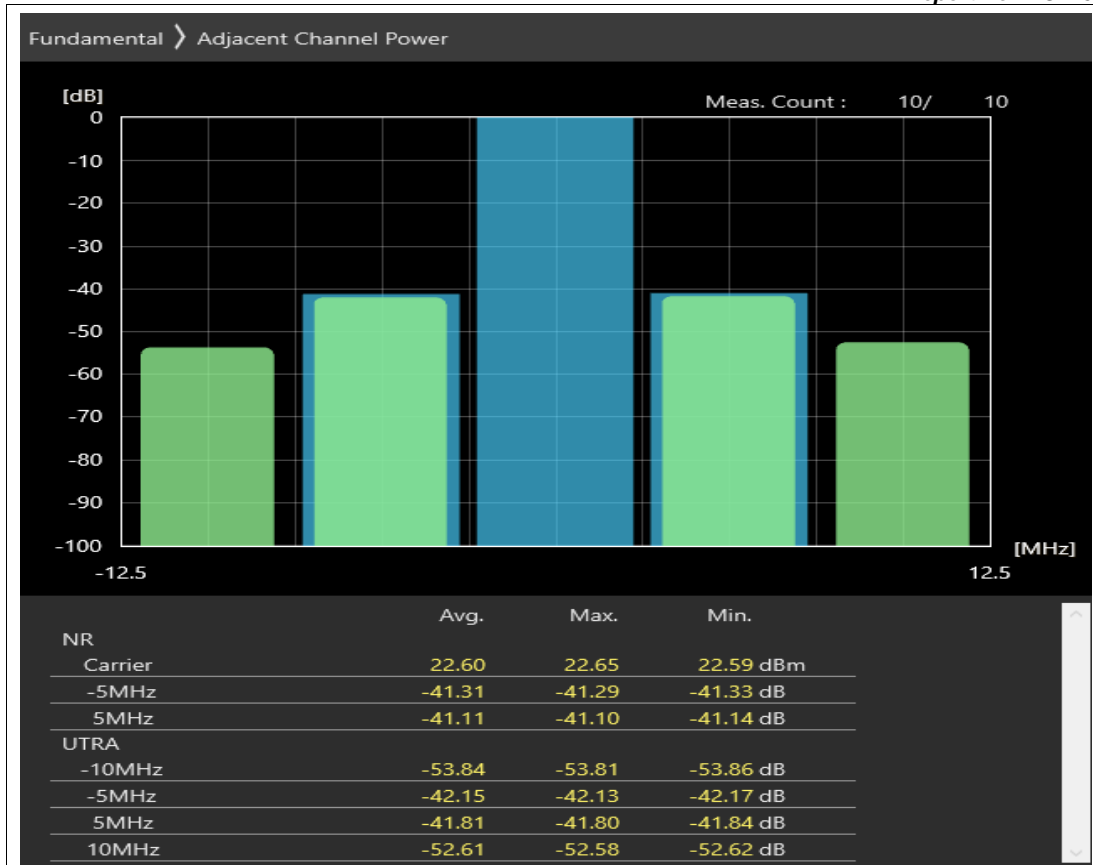 Fundamental ❯ Adjacent Channel Power
[dB]
Meas. Count : 10/ 10
0
-10
-20
-30
-40
-50
-60
-70
-80
-90
-100
[MHz]
-12.5 12.5
Avg. Max. Min.
NR
Carrier 22.60 22.65 22.59 dBm
-5MHz -41.31 -41.29 -41.33 dB
5MHz -41.11 -41.10 -41.14 dB
UTRA
-10MHz -53.84 -53.81 -53.86 dB
-5MHz -42.15 -42.13 -42.17 dB
5MHz -41.81 -41.80 -41.84 dB
10MHz -52.61 -52.58 -52.62 dB